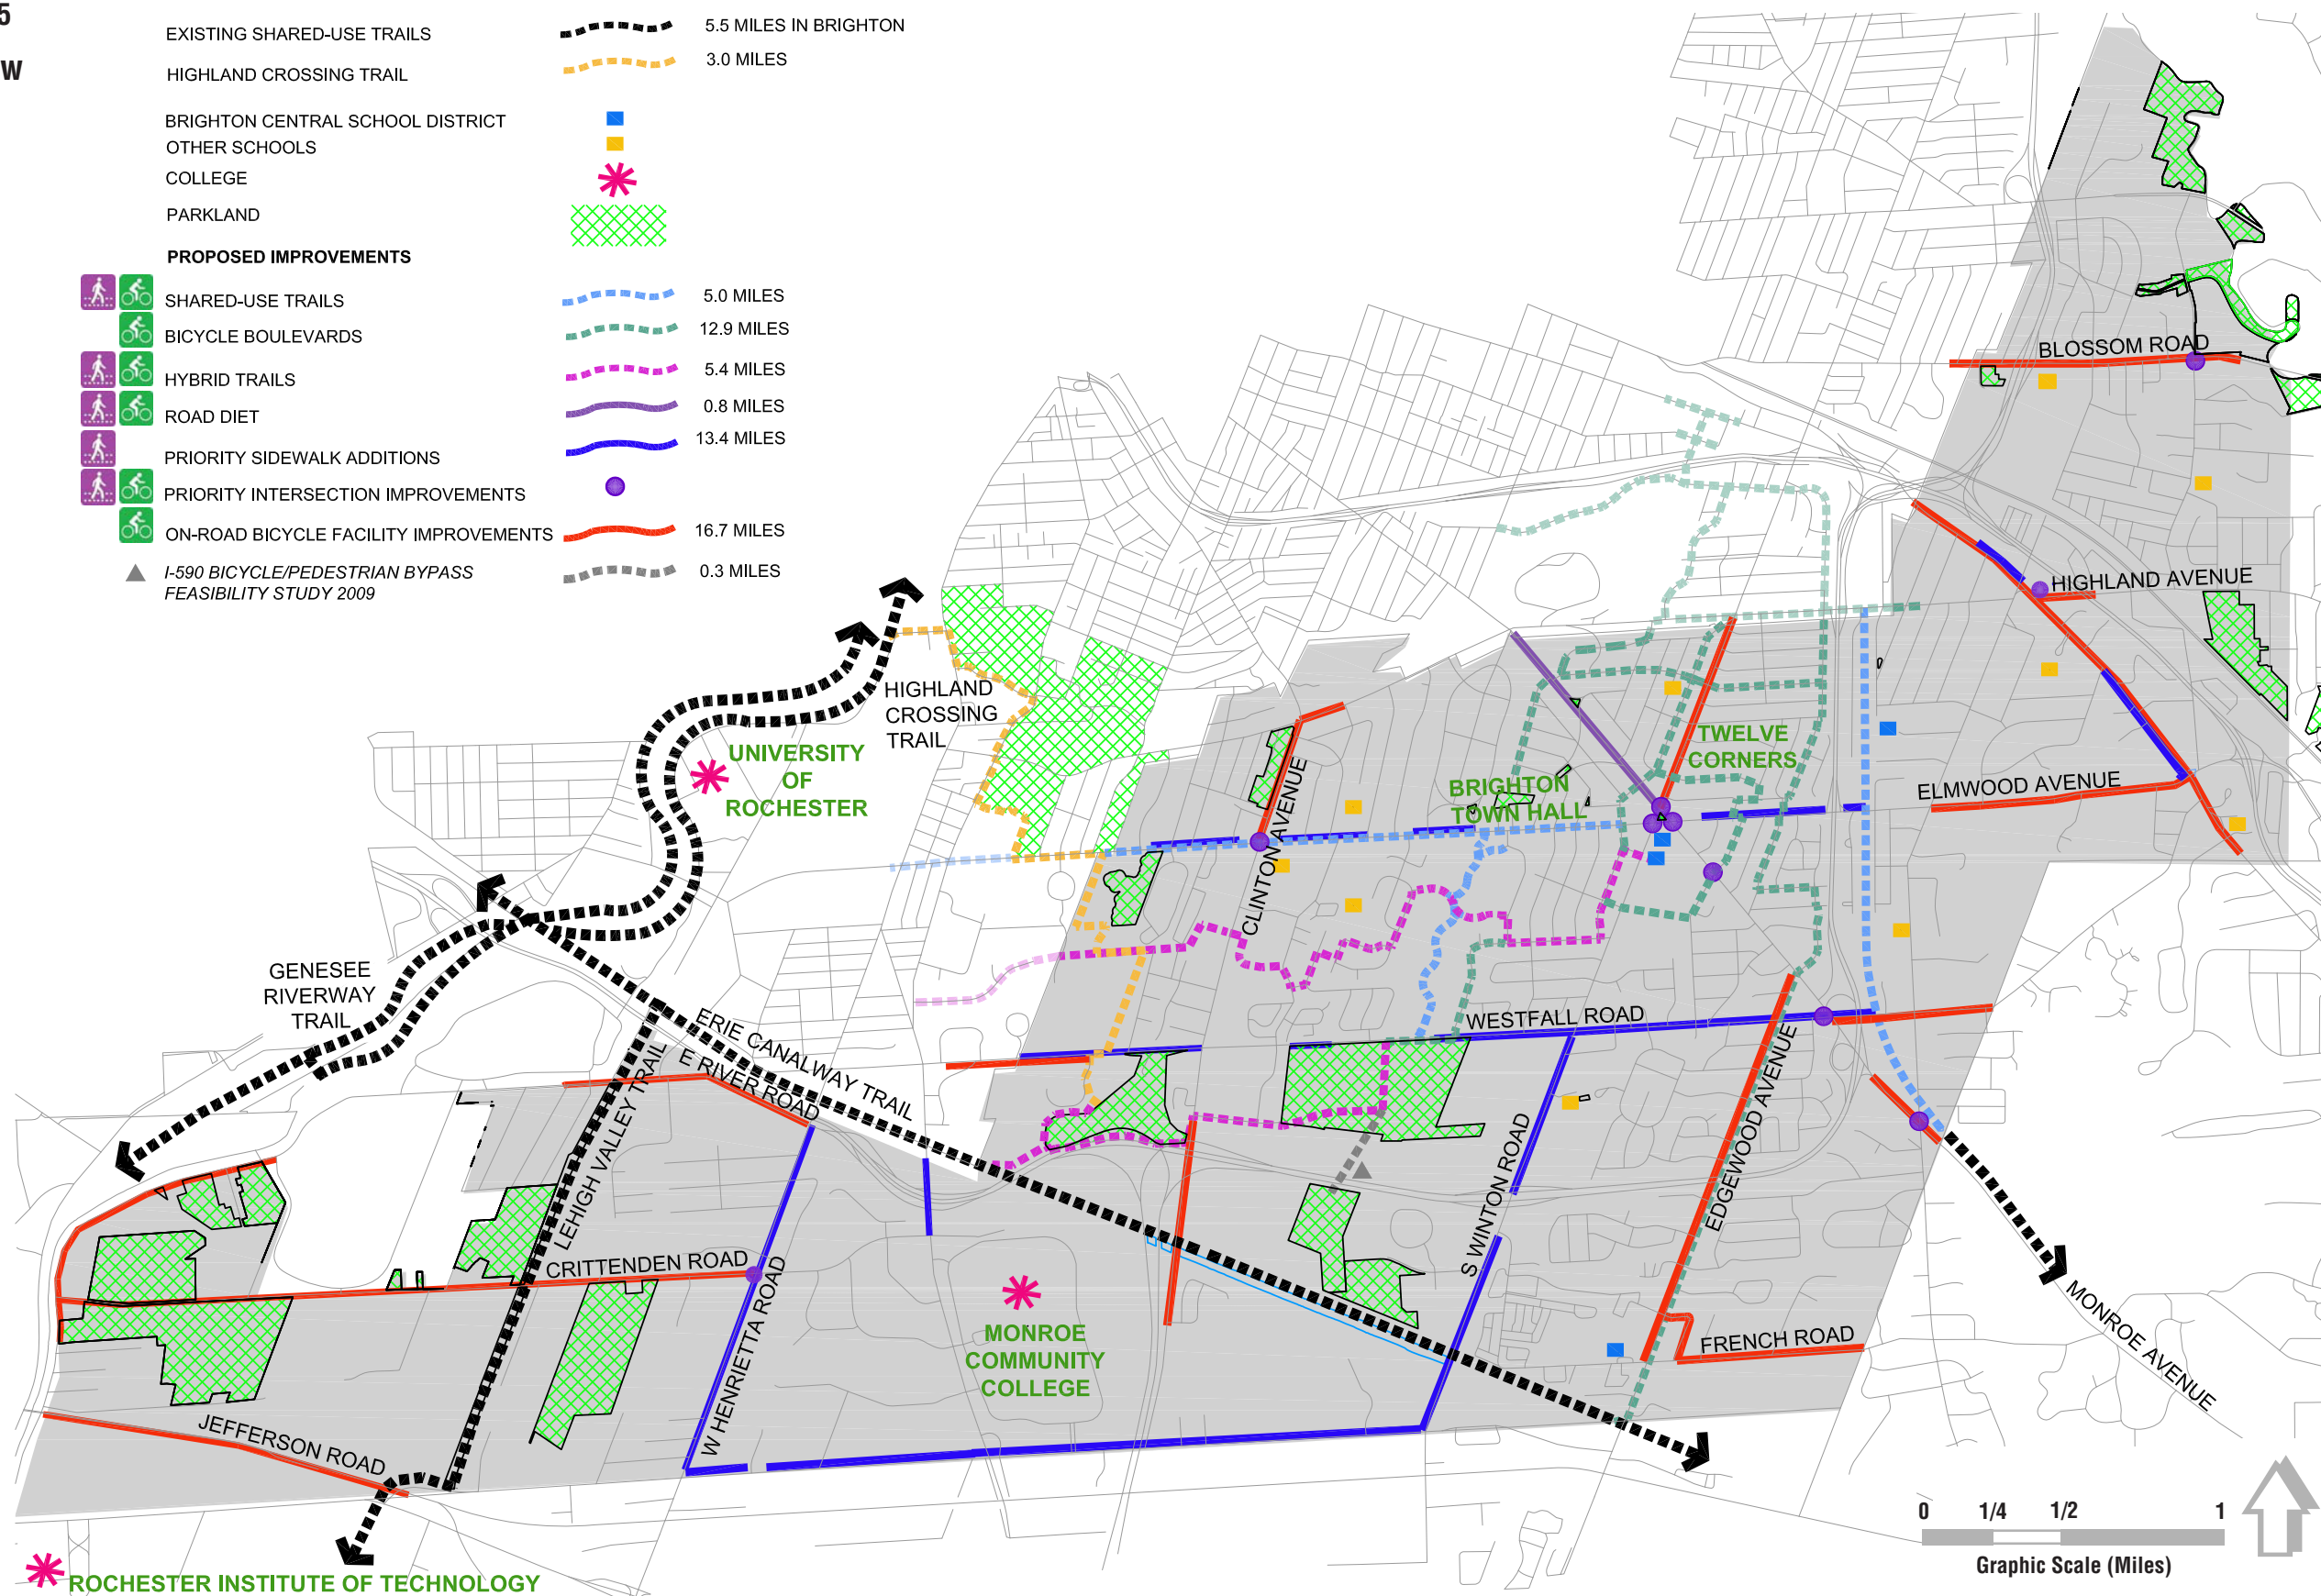 5
W
EXISTING SHARED-USE TRAILS
5.5 MILES IN BRIGHTON
HIGHLAND CROSSING TRAIL
3.0 MILES
BRIGHTON CENTRAL SCHOOL DISTRICT
OTHER SCHOOLS
COLLEGE
PARKLAND
PROPOSED IMPROVEMENTS
SHARED-USE TRAILS
5.0 MILES
BICYCLE BOULEVARDS
12.9 MILES
HYBRID TRAILS
5.4 MILES
ROAD DIET
0.8 MILES
PRIORITY SIDEWALK ADDITIONS
13.4 MILES
PRIORITY INTERSECTION IMPROVEMENTS
ON-ROAD BICYCLE FACILITY IMPROVEMENTS
16.7 MILES
I-590 BICYCLE/PEDESTRIAN BYPASS
FEASIBILITY STUDY 2009
0.3 MILES
BLOSSOM ROAD
HIGHLAND AVENUE
HIGHLAND
CROSSING
TRAIL
UNIVERSITY
OF
ROCHESTER
TWELVE
CORNERS
BRIGHTON
TOWN HALL
ELMWOOD AVENUE
CLINTON AVENUE
GENESEE
RIVERWAY
TRAIL
ERIE CANALWAY TRAIL
E RIVER ROAD
LEHIGH VALLEY TRAIL
WESTFALL ROAD
EDGEWOOD AVENUE
S WINTON ROAD
CRITTENDEN ROAD
W HENRIETTA ROAD
MONROE
COMMUNITY
COLLEGE
FRENCH ROAD
MONROE AVENUE
JEFFERSON ROAD
ROCHESTER INSTITUTE OF TECHNOLOGY
0 1/4 1/2 1
Graphic Scale (Miles)